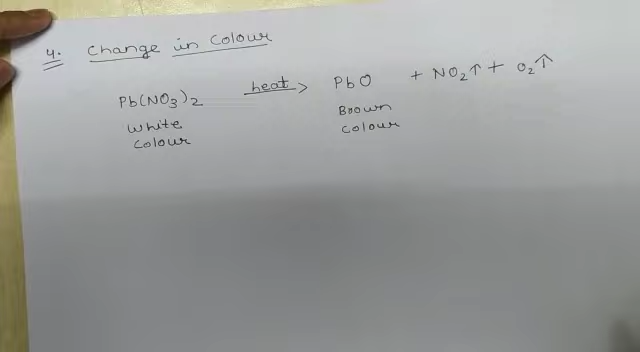 4. Change in Colour
Pb(NO3)2 heat> PbO + NO2↑ + O2↑
White Brown
Colour Colour